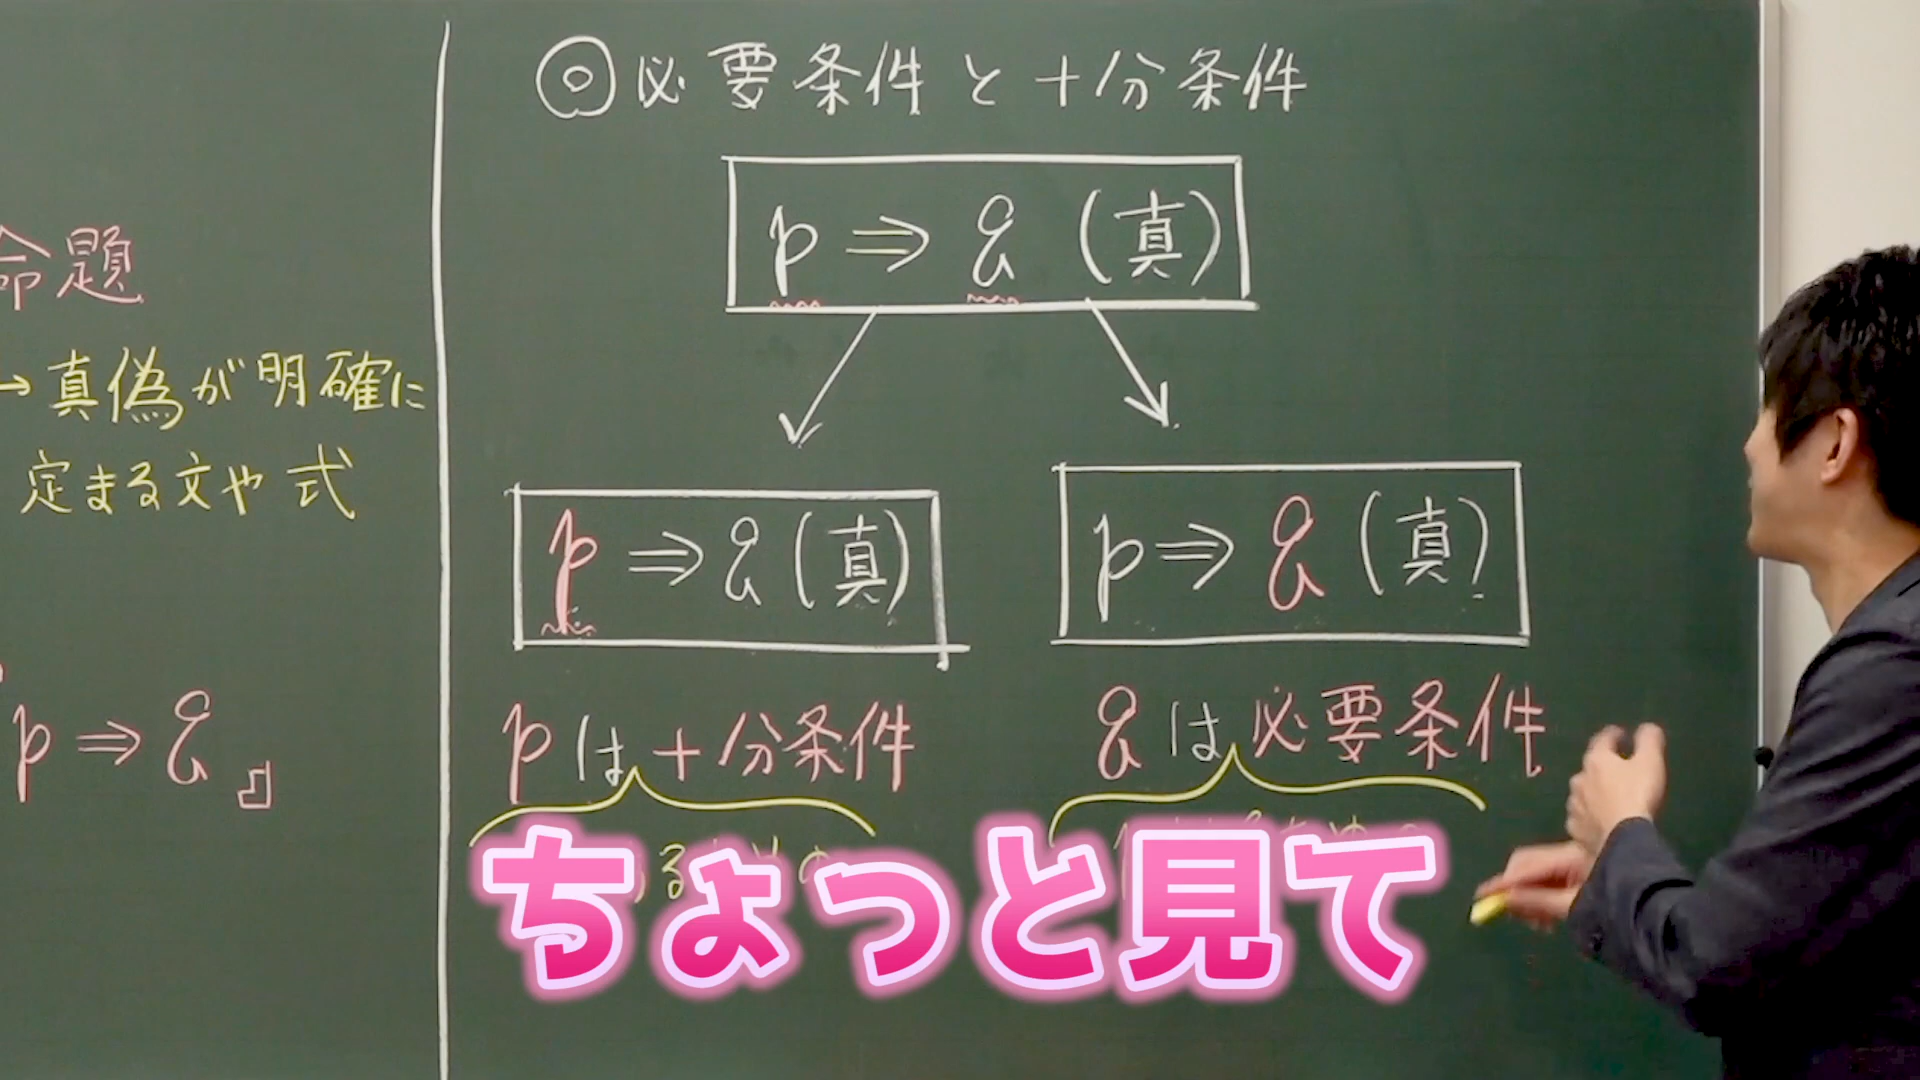 命題
→真偽が明確に
定まる文や式
p ⇒ q 』
◎必要条件と十分条件
p ⇒ q (真)
p ⇒ q (真)
pは十分条件
p ⇒ q (真)
qは必要条件
ちょっと見て